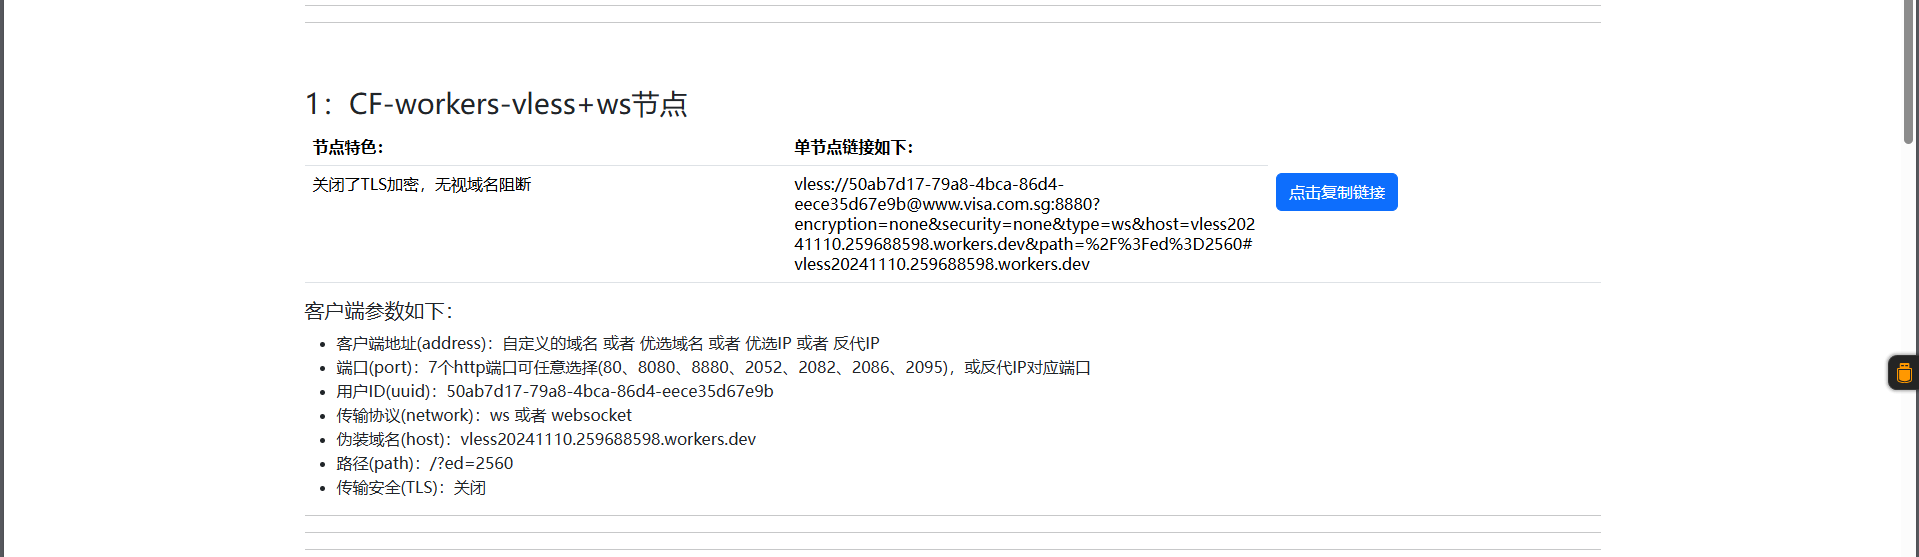 1：CF-workers-vless+ws节点
节点特色：
单节点链接如下：
关闭了TLS加密，无视域名阻断
vless://50ab7d17-79a8-4bca-86d4-
eece35d67e9b@www.visa.com.sg:8880?
encryption=none&security=none&type=ws&host=vless202
41110.259688598.workers.dev&path=%2F%3Fed%3D2560#
vless20241110.259688598.workers.dev
点击复制链接
客户端参数如下：
• 客户端地址(address)：自定义的域名 或者 优选域名 或者 优选IP 或者 反代IP
• 端口(port)：7个http端口可任意选择(80、8080、8880、2052、2082、2086、2095)，或反代IP对应端口
• 用户ID(uuid)：50ab7d17-79a8-4bca-86d4-eece35d67e9b
• 传输协议(network)：ws 或者 websocket
• 伪装域名(host)：vless20241110.259688598.workers.dev
• 路径(path)：/?ed=2560
• 传输安全(TLS)：关闭